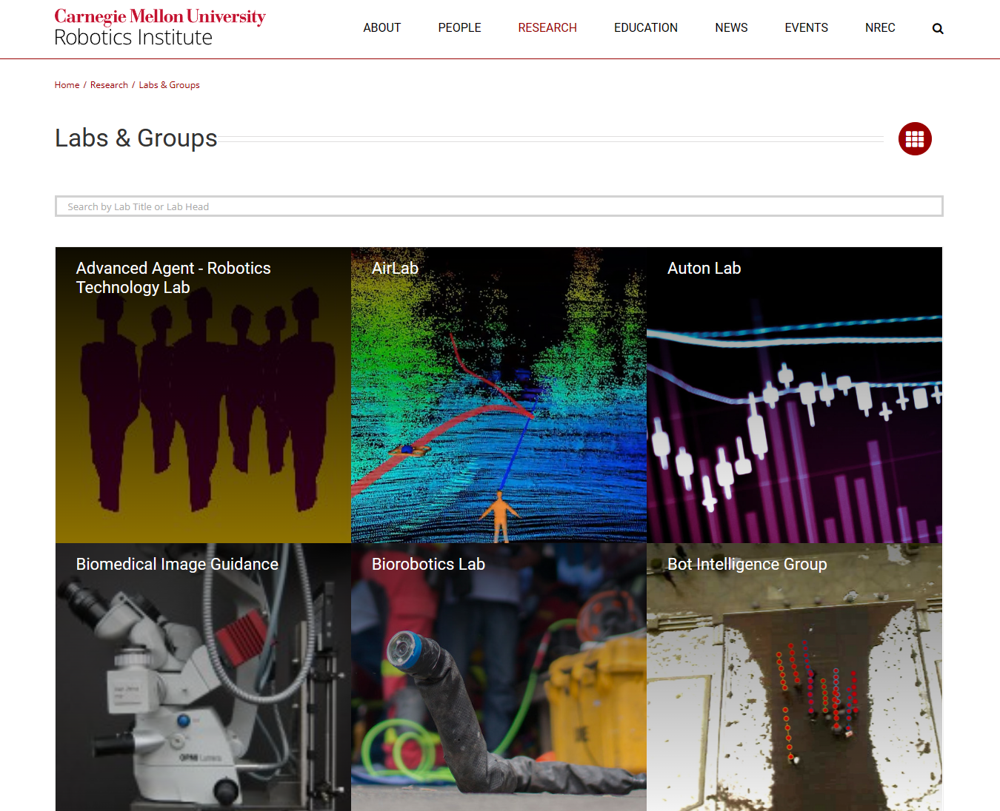 Carnegie Mellon University
Robotics Institute
ABOUT PEOPLE RESEARCH EDUCATION NEWS EVENTS NREC
Home / Research / Labs & Groups
Labs & Groups
Search by Lab Title or Lab Head
Advanced Agent - Robotics
Technology Lab
AirLab
Auton Lab
Biomedical Image Guidance
Biorobotics Lab
Bot Intelligence Group
OPMI